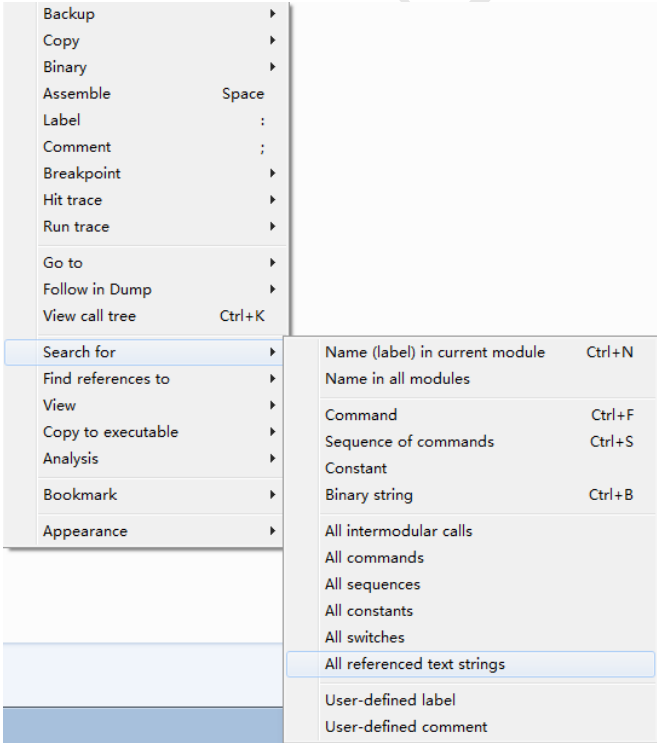 Backup
Copy
Binary
Assemble Space
Label :
Comment ;
Breakpoint
Hit trace
Run trace
Go to
Follow in Dump
View call tree Ctrl+K
Search for
Find references to
View
Copy to executable
Analysis
Bookmark
Appearance
Name (label) in current module Ctrl+N
Name in all modules
Command Ctrl+F
Sequence of commands Ctrl+S
Constant
Binary string Ctrl+B
All intermodular calls
All commands
All sequences
All constants
All switches
All referenced text strings
User-defined label
User-defined comment